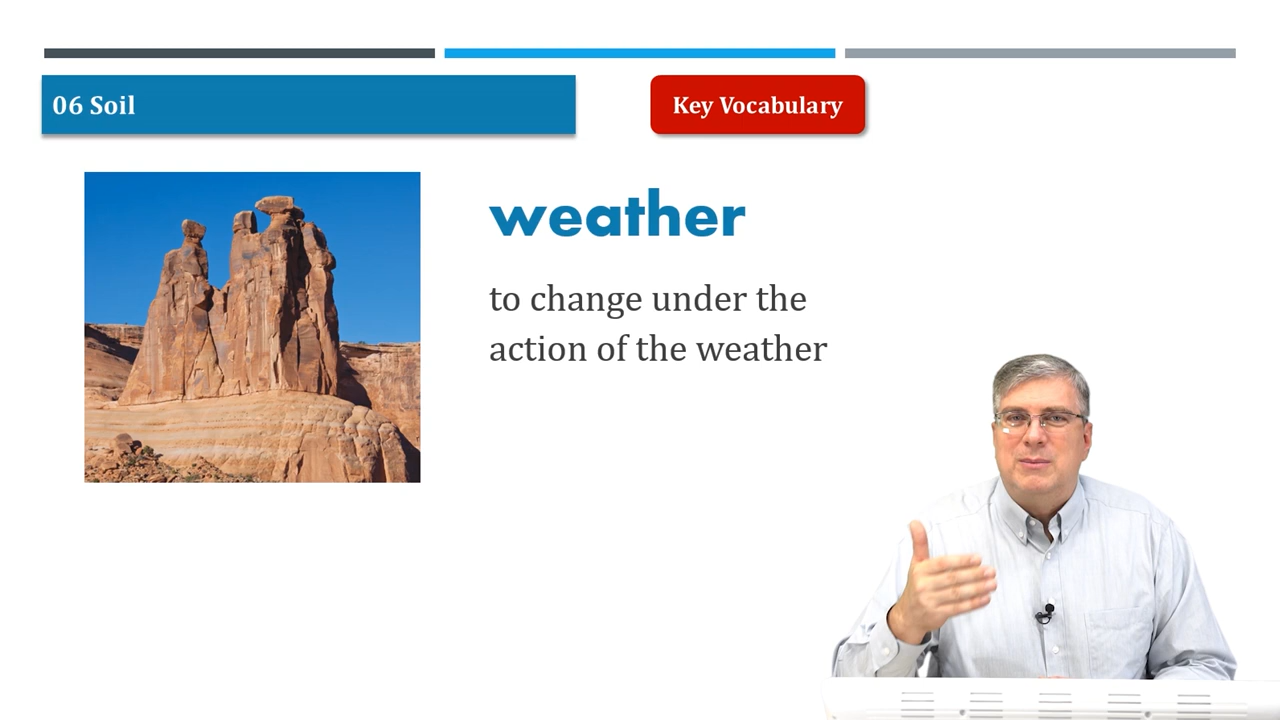 06 Soil
Key Vocabulary
weather
to change under the
action of the weather